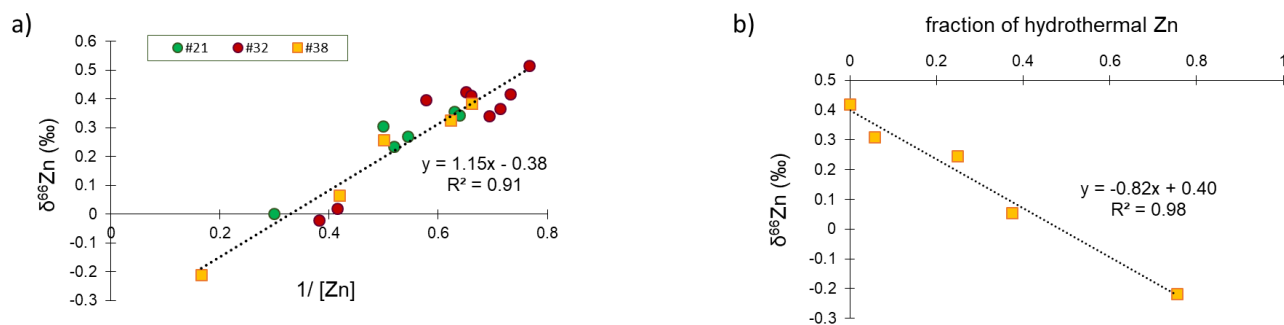 a)
#21 #32 #38
0.6
0.5
0.4
0.3
0.2
0.1
0
-0.1
-0.2
-0.3
0 0.2 0.4 0.6 0.8
δ⁶⁶Zn (‰)
1/ [Zn]
y = 1.15x - 0.38
R² = 0.91
b)
fraction of hydrothermal Zn
0 0.2 0.4 0.6 0.8 1
0.5
0.4
0.3
0.2
0.1
0
-0.1
-0.2
-0.3
δ⁶⁶Zn (‰)
y = -0.82x + 0.40
R² = 0.98